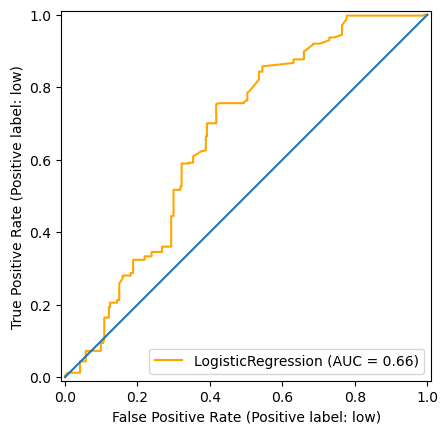 1.0
0.8
0.6
0.4
0.2
0.0
True Positive Rate (Positive label: low)
LogisticRegression (AUC = 0.66)
0.0 0.2 0.4 0.6 0.8 1.0
False Positive Rate (Positive label: low)